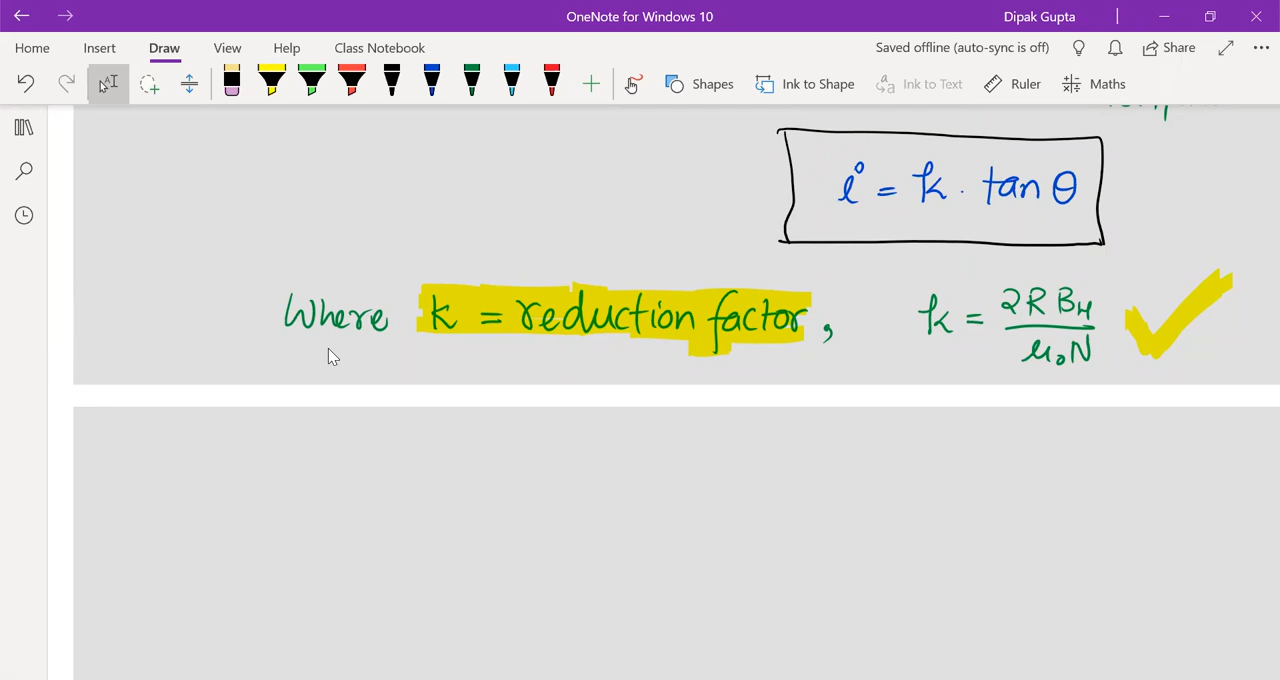 OneNote for Windows 10
Dipak Gupta
Home Insert Draw View Help Class Notebook
Saved offline (auto-sync is off)
Share
Shapes Ink to Shape Ink to Text Ruler Maths
i = k . tan θ
Where k = reduction factor, k = 2RB_H / μ₀N